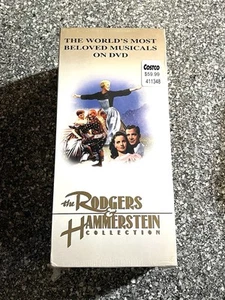 THE WORLD'S MOST
BELOVED MUSICALS
ON DVD
COSTCO
$59.99
411348
the RODGERS
& HAMMERSTEIN
COLLECTION